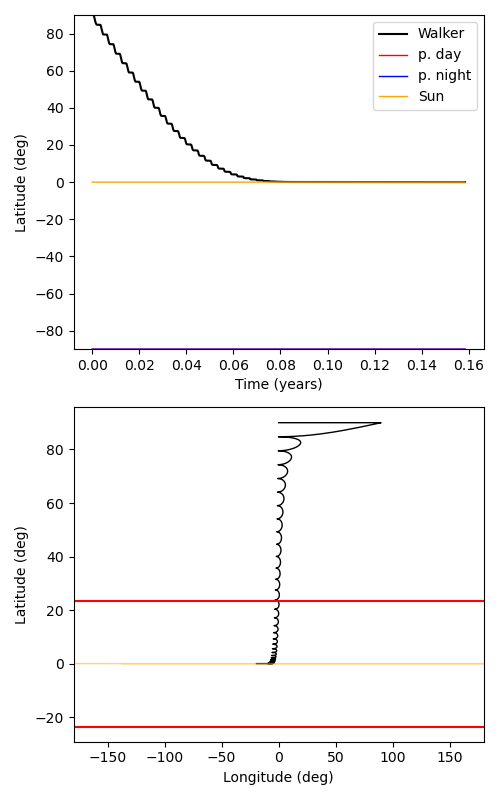 80
60
40
20
0
−20
−40
−60
−80
Latitude (deg)
Walker
p. day
p. night
Sun
0.00 0.02 0.04 0.06 0.08 0.10 0.12 0.14 0.16
Time (years)
80
60
40
20
0
−20
Latitude (deg)
−150 −100 −50 0 50 100 150
Longitude (deg)